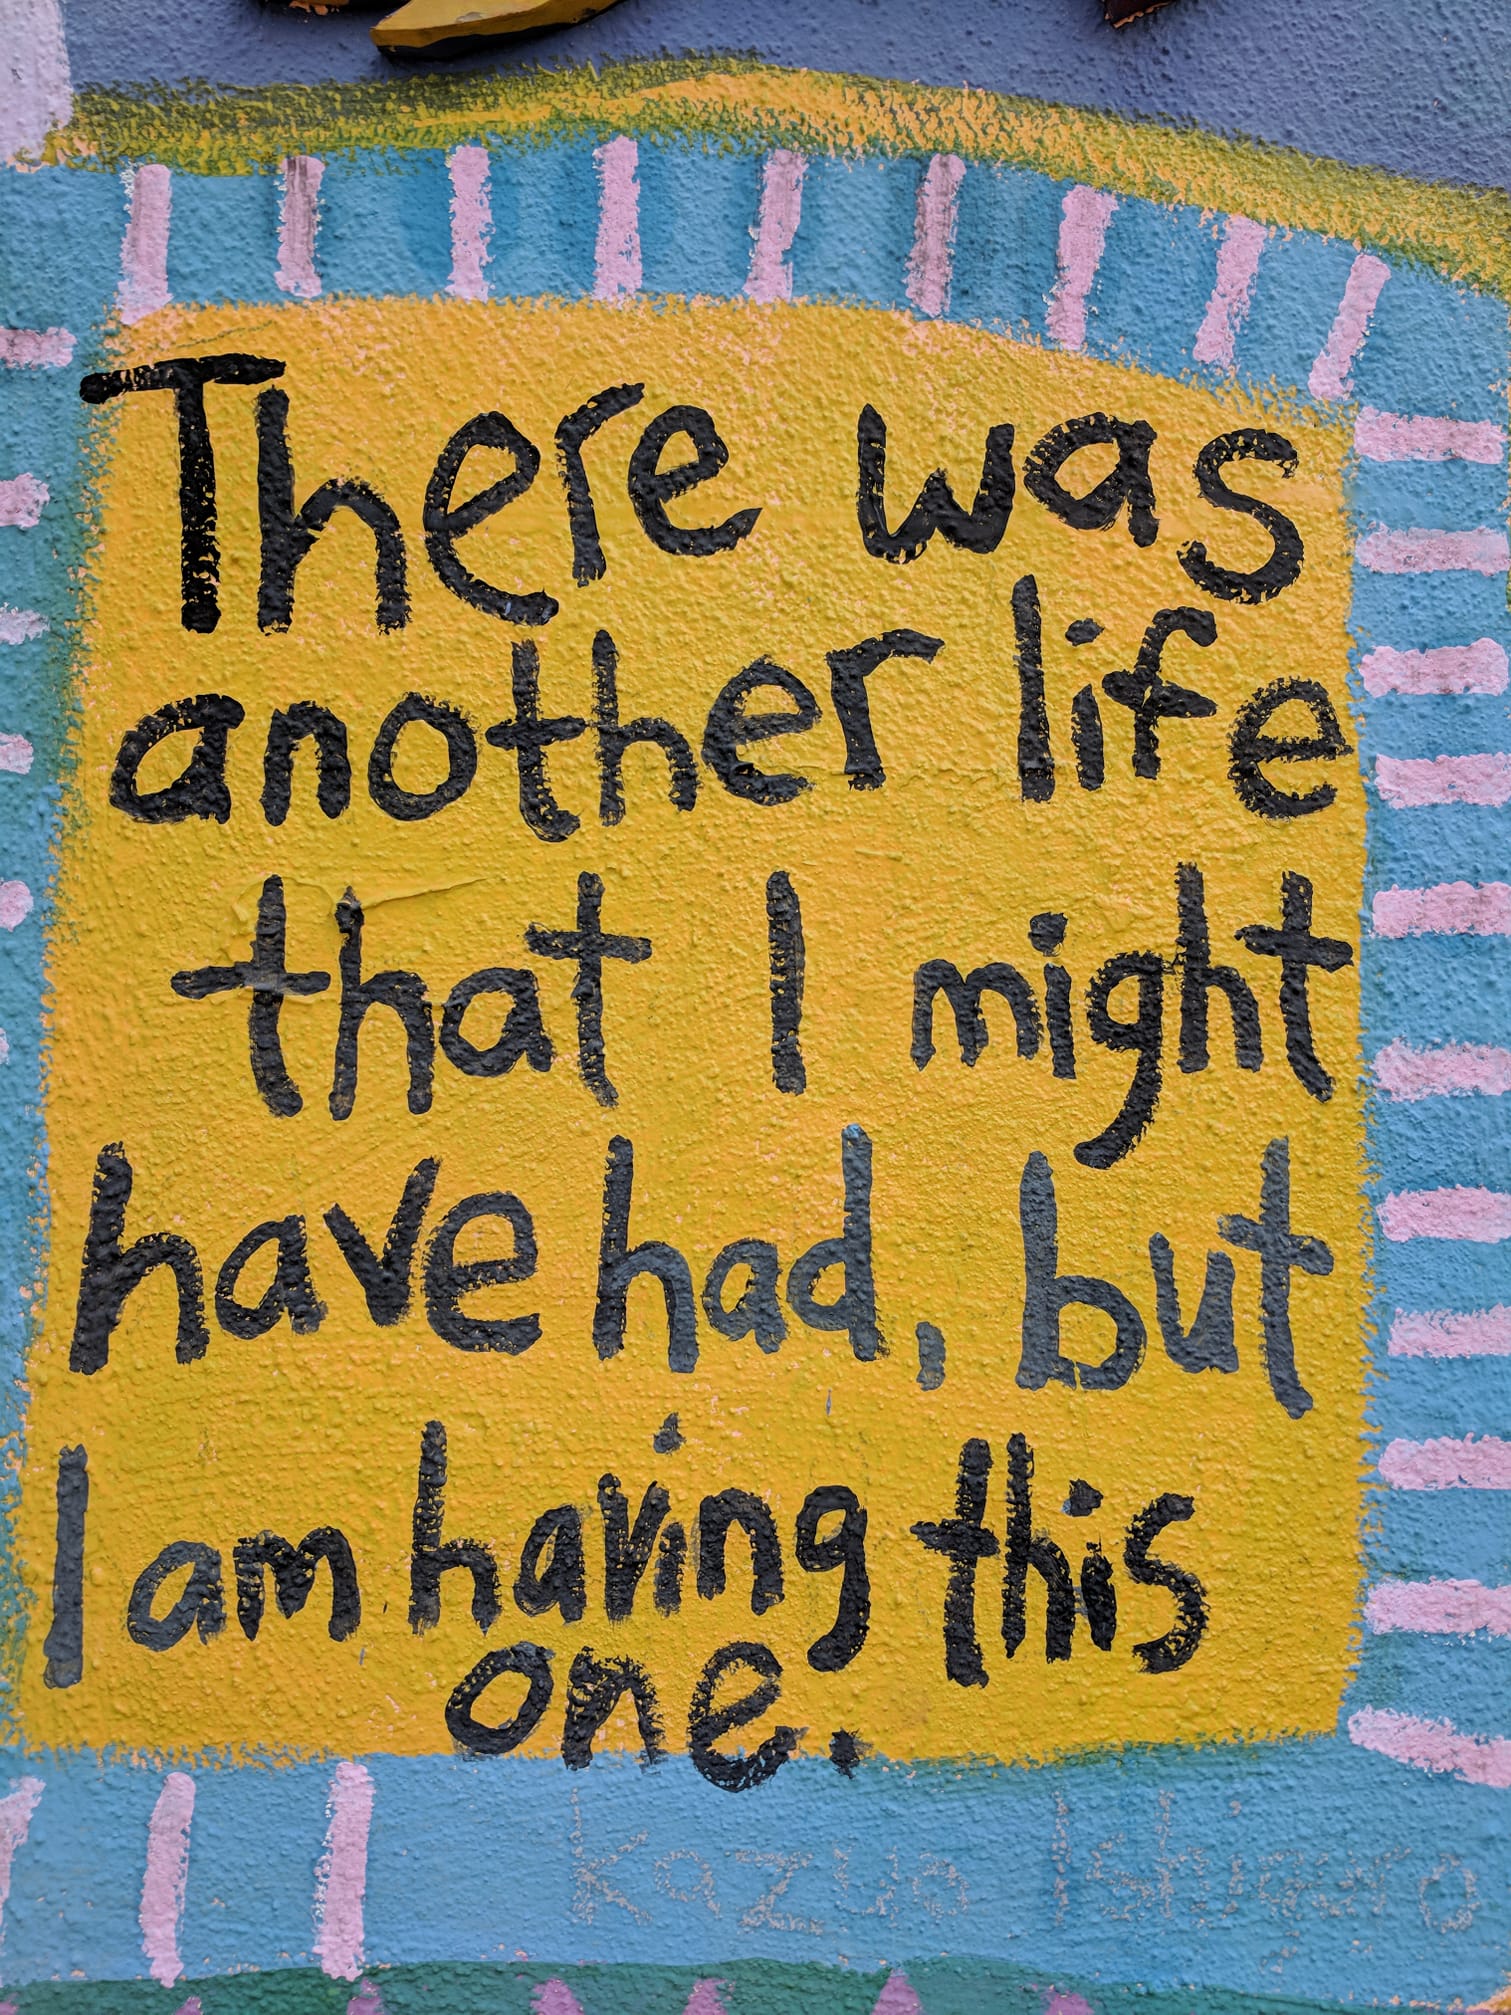 There was
another life
that I might
have had, but
I am having this
one.
Kazuo Ishiguro